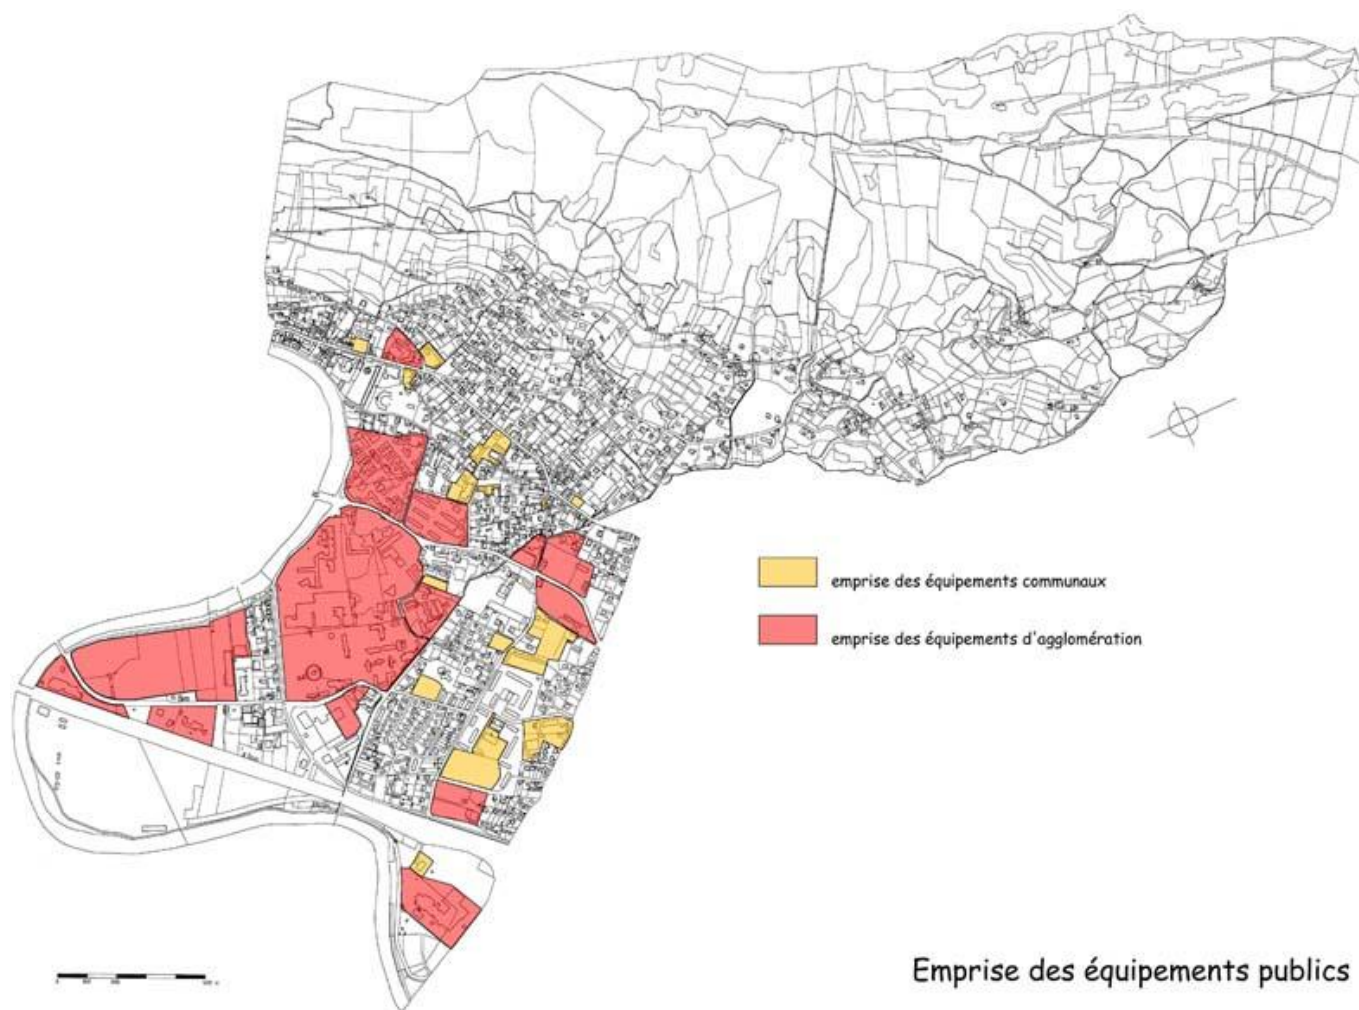 emprise des équipements communaux
emprise des équipements d'agglomération
Emprise des équipements publics